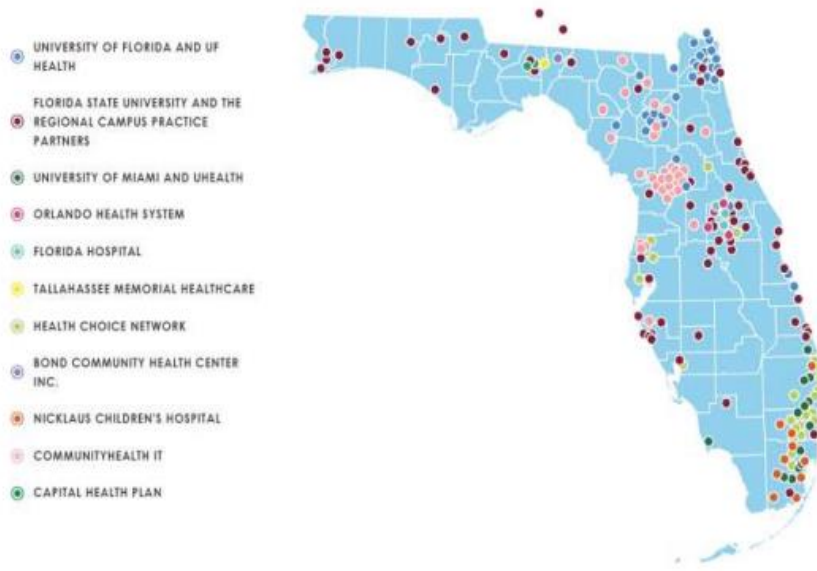 UNIVERSITY OF FLORIDA AND UF
HEALTH
FLORIDA STATE UNIVERSITY AND THE
REGIONAL CAMPUS PRACTICE
PARTNERS
UNIVERSITY OF MIAMI AND UHEALTH
ORLANDO HEALTH SYSTEM
FLORIDA HOSPITAL
TALLAHASSEE MEMORIAL HEALTHCARE
HEALTH CHOICE NETWORK
BOND COMMUNITY HEALTH CENTER
INC.
NICKLAUS CHILDREN'S HOSPITAL
COMMUNITYHEALTH IT
CAPITAL HEALTH PLAN